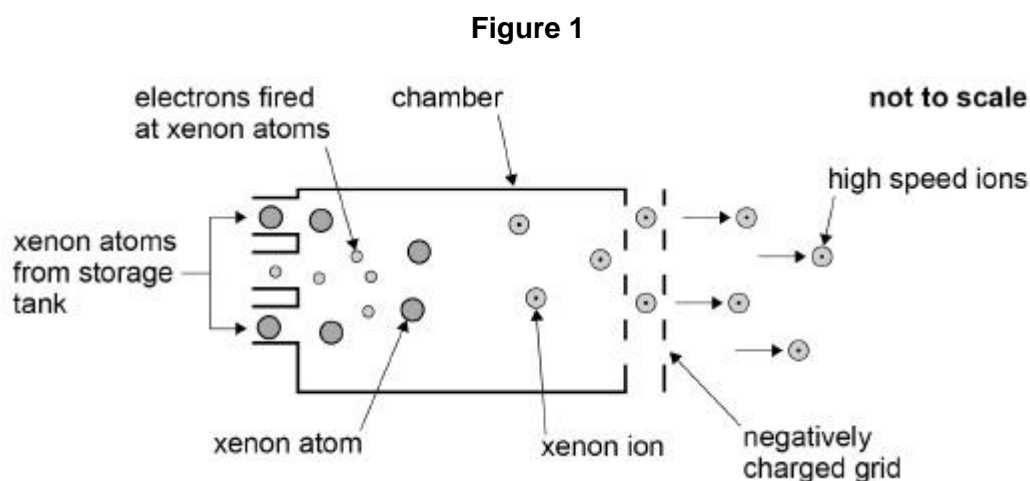 Figure 1
electrons fired
at xenon atoms
chamber
not to scale
high speed ions
xenon atoms
from storage
tank
xenon atom
xenon ion
negatively
charged grid